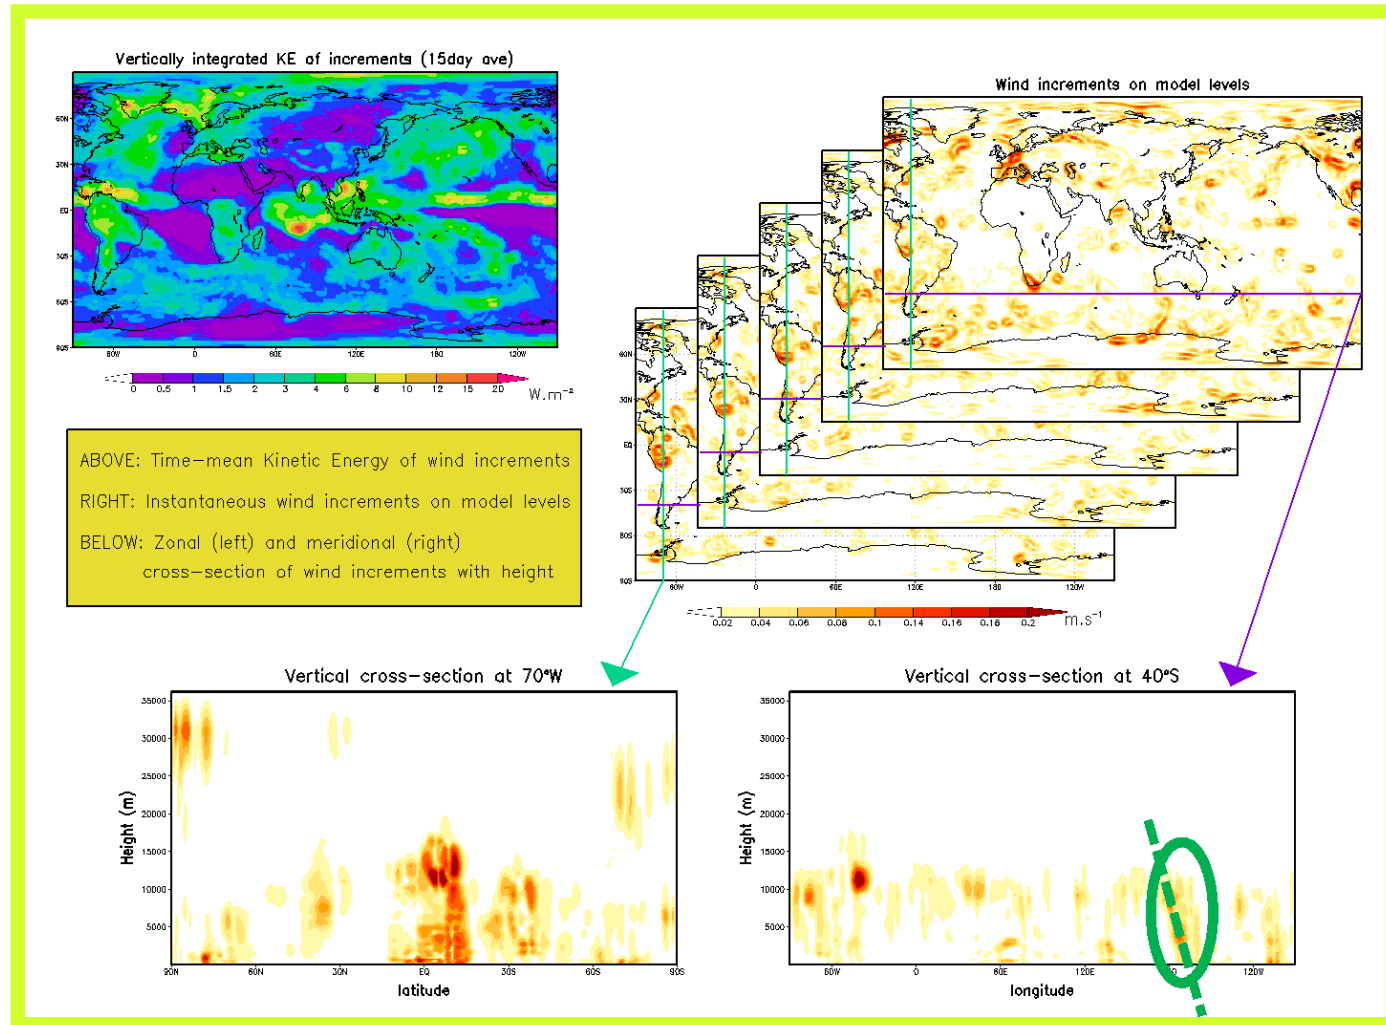 Vertically integrated KE of increments (15day ave)
60N
30N
EQ
30S
60S
90S
60W
0
60E
120E
180
120W
0
0.5
1
1.5
2
3
4
6
8
10
12
15
20
W.m⁻²
Wind increments on model levels
60N
30N
EQ
30S
60S
90S
60W
0
60E
120E
180
120W
0.02
0.04
0.06
0.08
0.1
0.14
0.16
0.18
0.2
m.s⁻¹
ABOVE: Time-mean Kinetic Energy of wind increments
RIGHT: Instantaneous wind increments on model levels
BELOW: Zonal (left) and meridional (right)
cross-section of wind increments with height
Vertical cross-section at 70°W
Height (m)
35000
30000
25000
20000
15000
10000
5000
90N
60N
30N
EQ
30S
60S
90S
latitude
Vertical cross-section at 40°S
Height (m)
35000
30000
25000
20000
15000
10000
5000
60W
0
60E
120E
120W
longitude